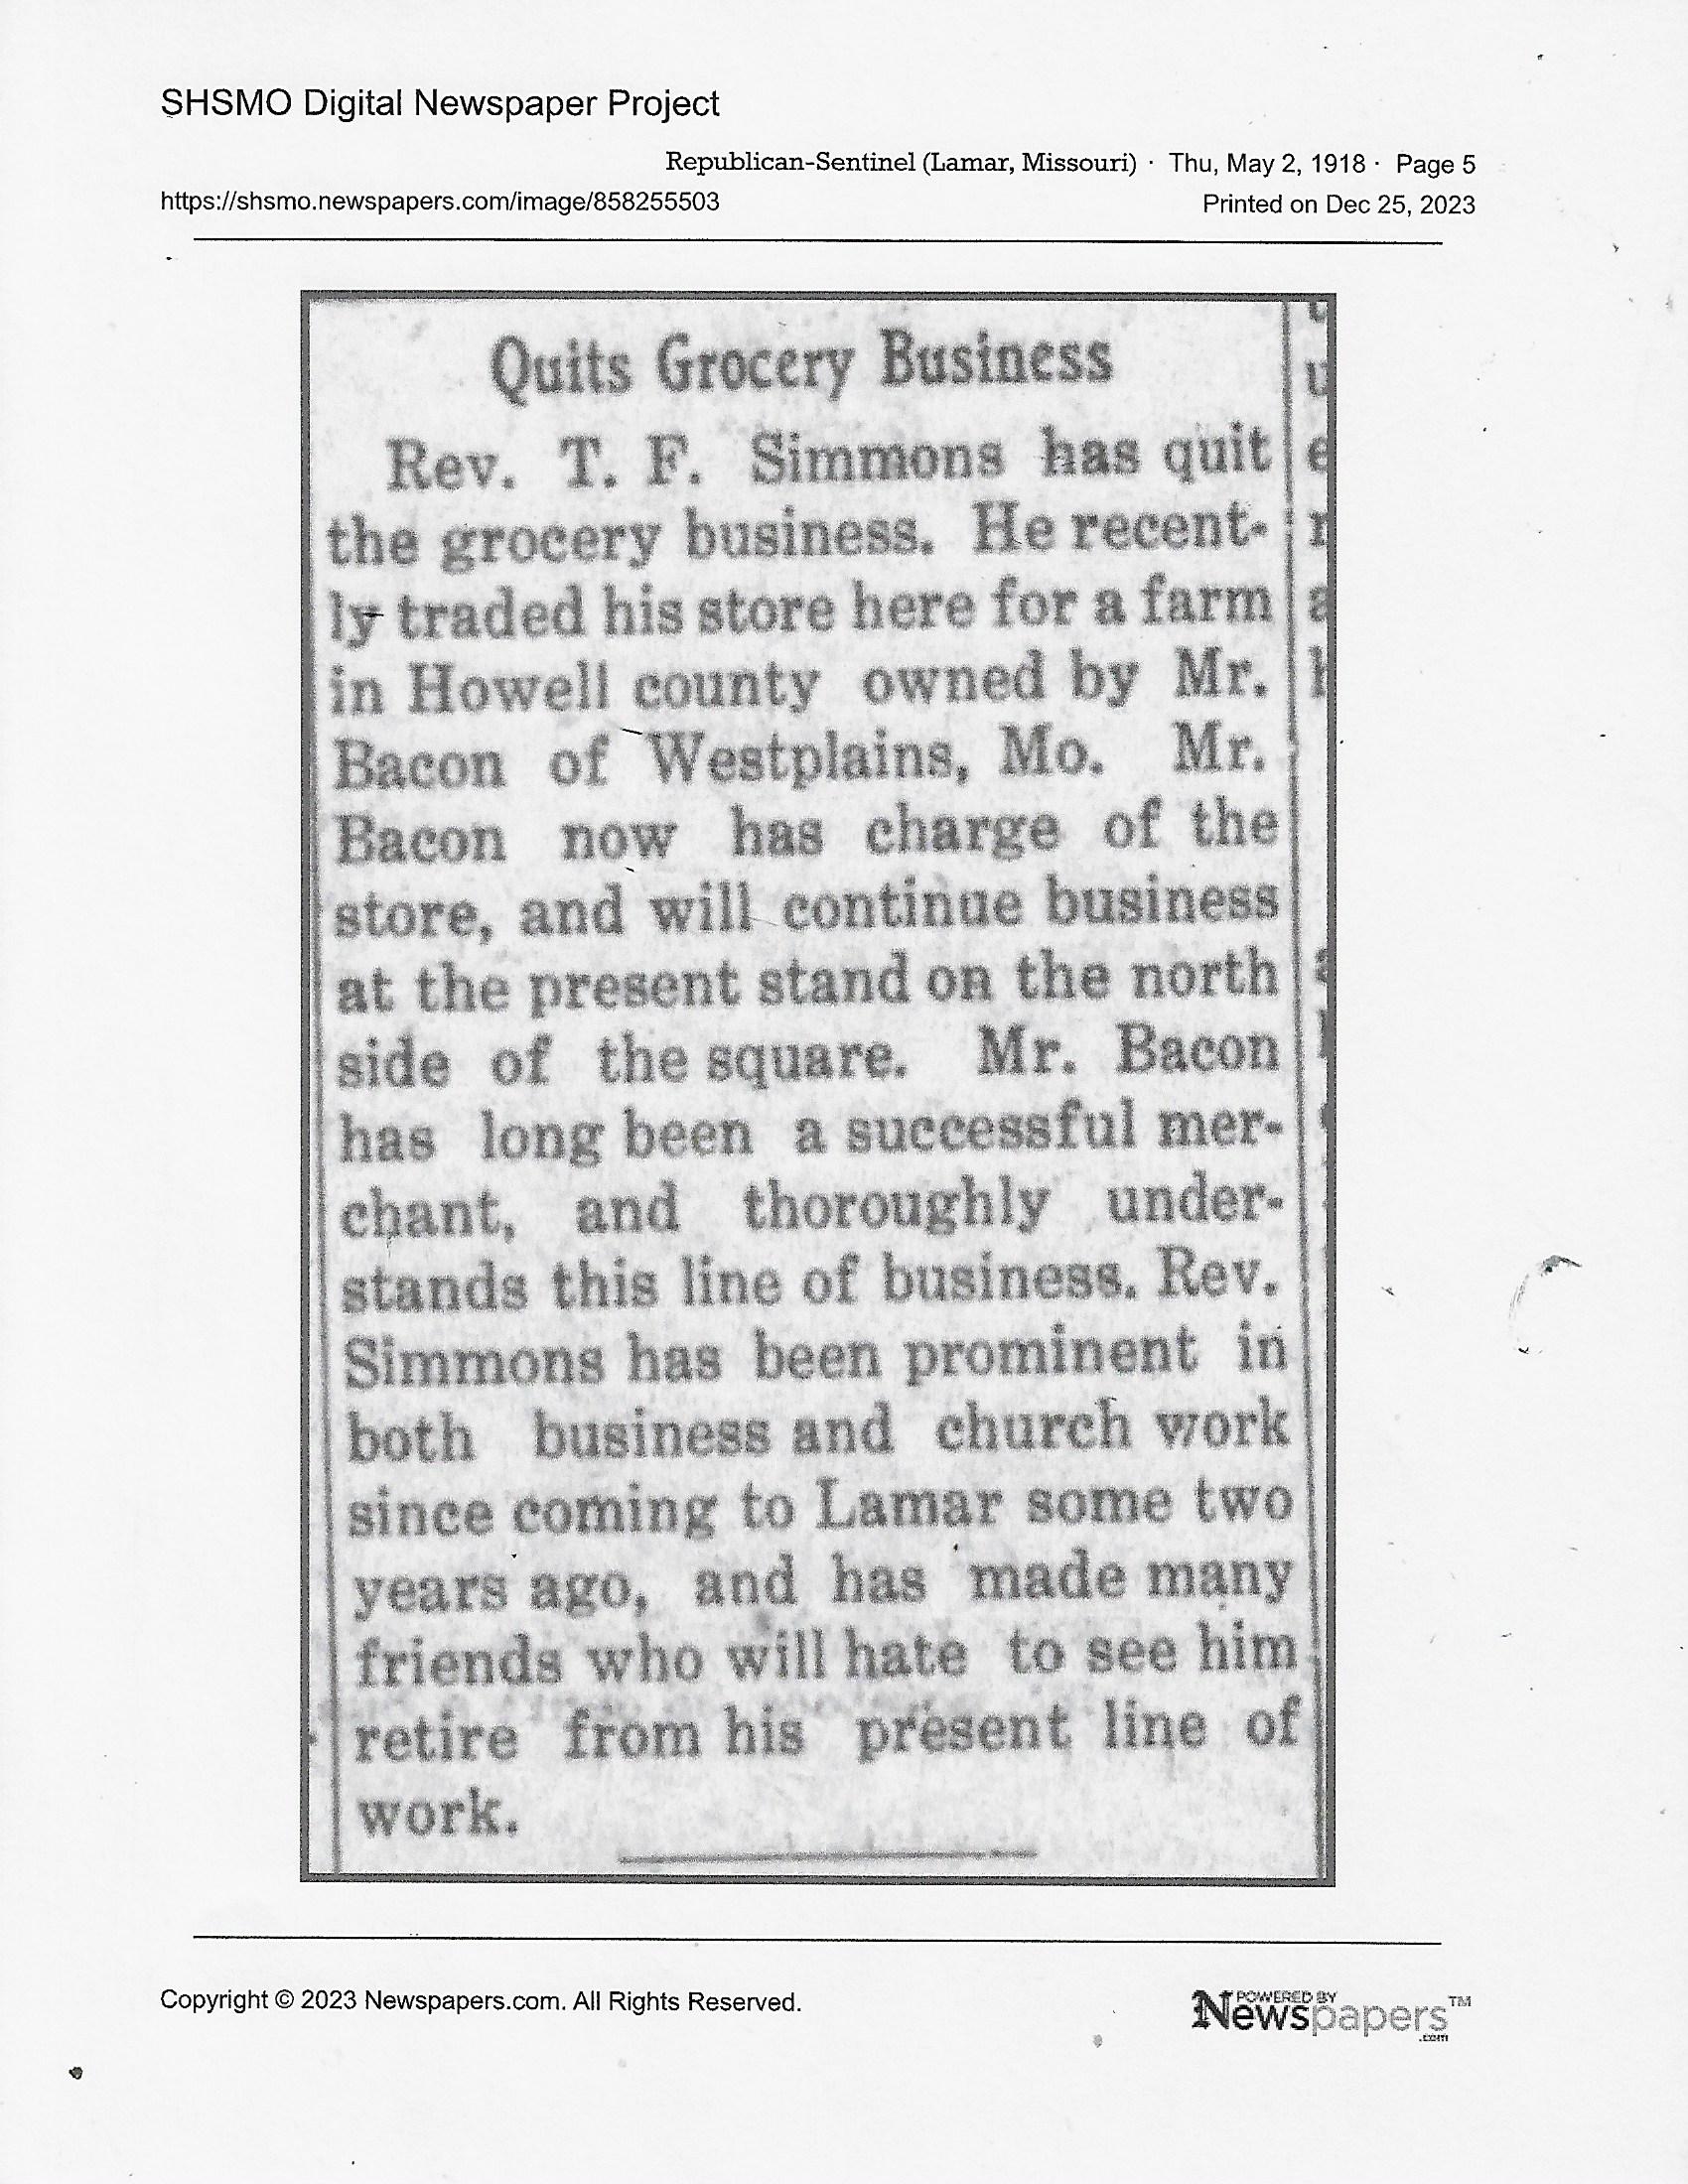 SHSMO Digital Newspaper Project
Republican-Sentinel (Lamar, Missouri) · Thu, May 2, 1918 · Page 5
https://shsmo.newspapers.com/image/858255503
Printed on Dec 25, 2023
Quits Grocery Business
Rev. T. F. Simmons has quit
the grocery business. He recent-
ly traded his store here for a farm
in Howell county owned by Mr.
Bacon of Westplains, Mo. Mr.
Bacon now has charge of the
store, and will continue business
at the present stand on the north
side of the square. Mr. Bacon
has long been a successful mer-
chant, and thoroughly under-
stands this line of business. Rev.
Simmons has been prominent in
both business and church work
since coming to Lamar some two
years ago, and has made many
friends who will hate to see him
retire from his present line of
work.
Copyright © 2023 Newspapers.com. All Rights Reserved.
POWERED BY
Newspapers™
.com